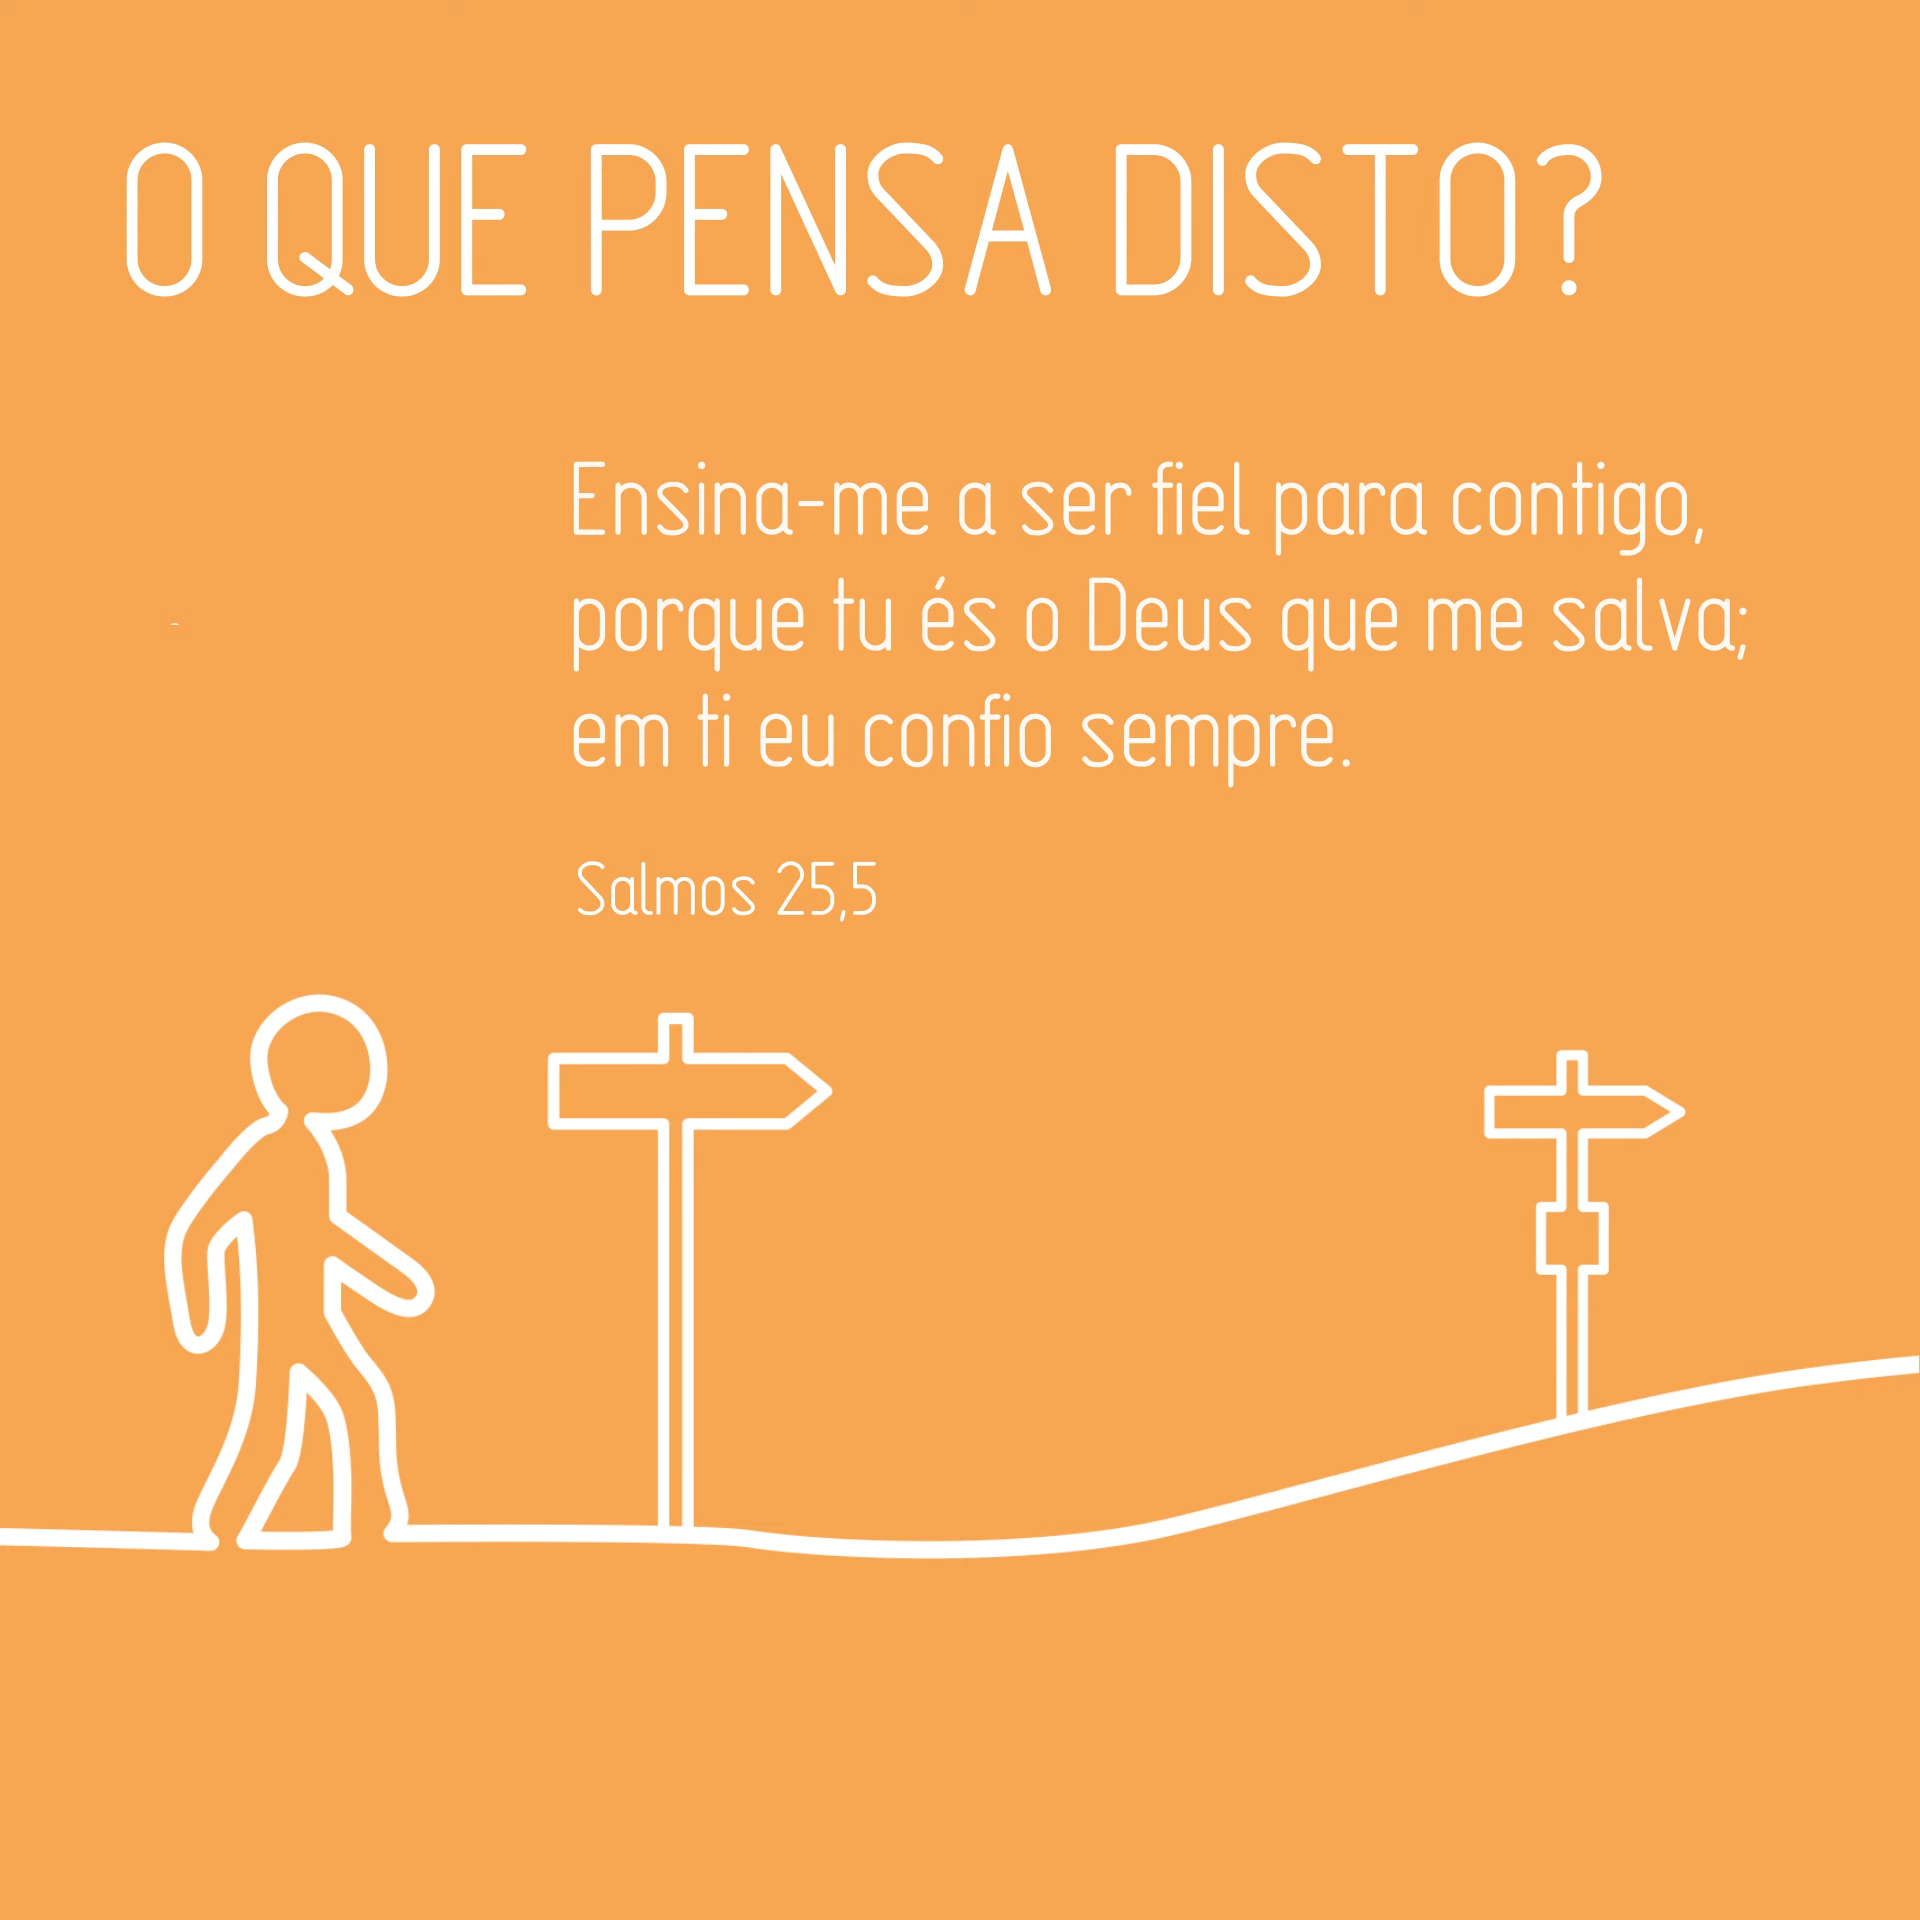 O QUE PENSA DISTO?
Ensina-me a ser fiel para contigo,
porque tu és o Deus que me salva;
em ti eu confio sempre.
Salmos 25,5